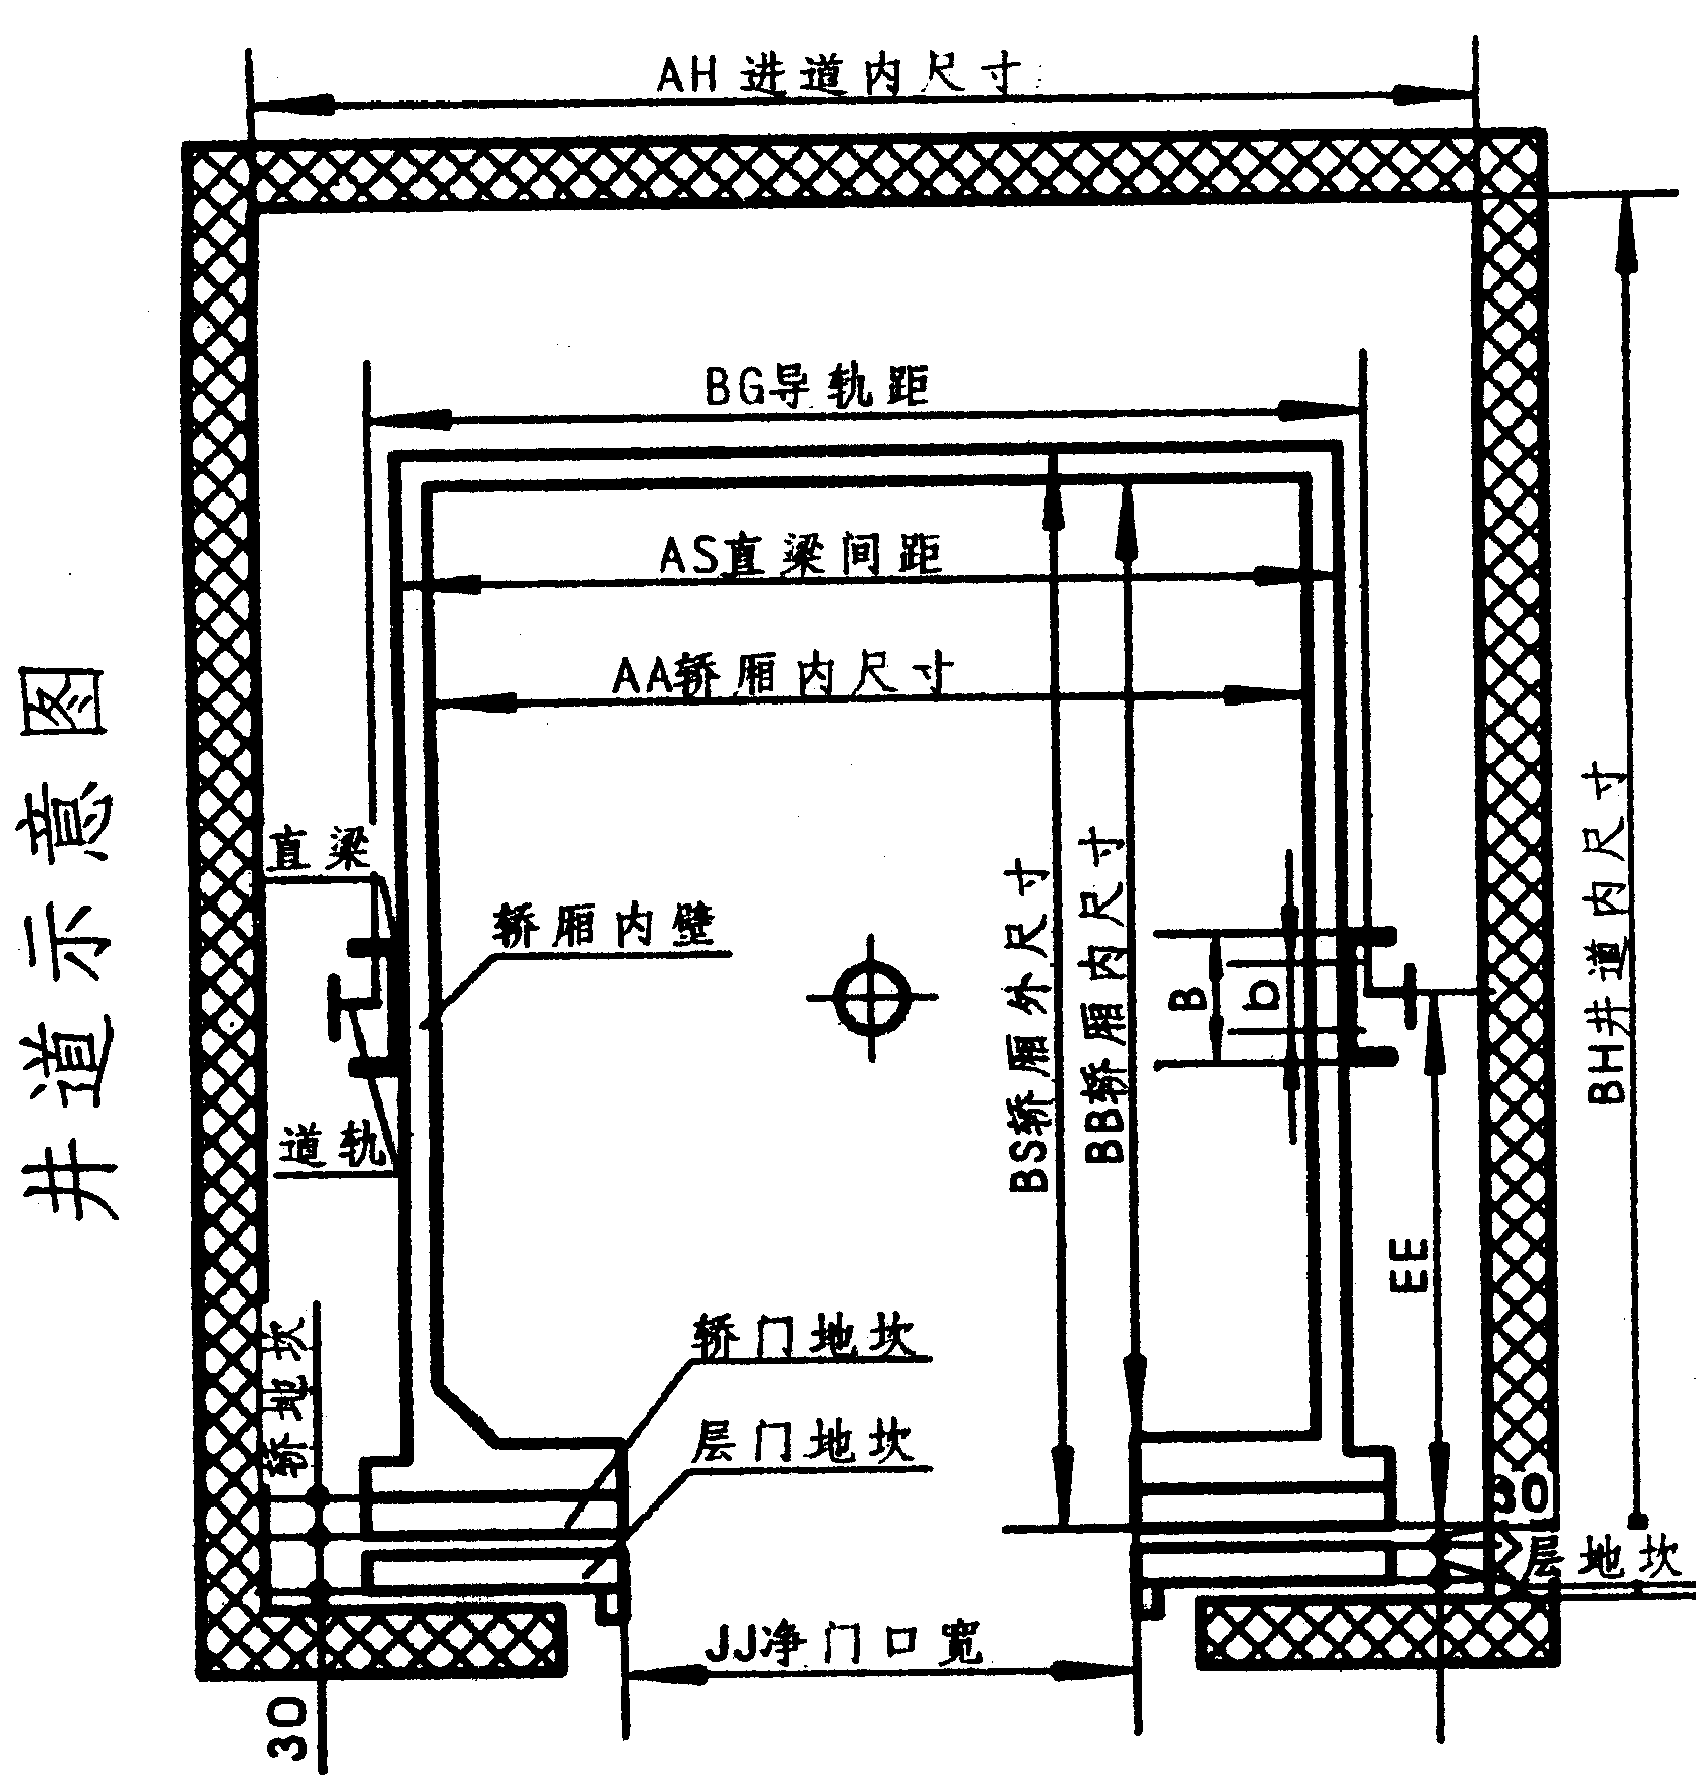 AH 进道内尺寸
BG导轨距
AS直梁间距
AA轿厢内尺寸
井道示意图
直梁
轿厢内壁
道轨
BS轿厢外尺寸
BB轿厢内尺寸
B
b
BH井道内尺寸
EE
轿门地坎
层门地坎
轿地坎
30
层地坎
JJ净门口宽
30